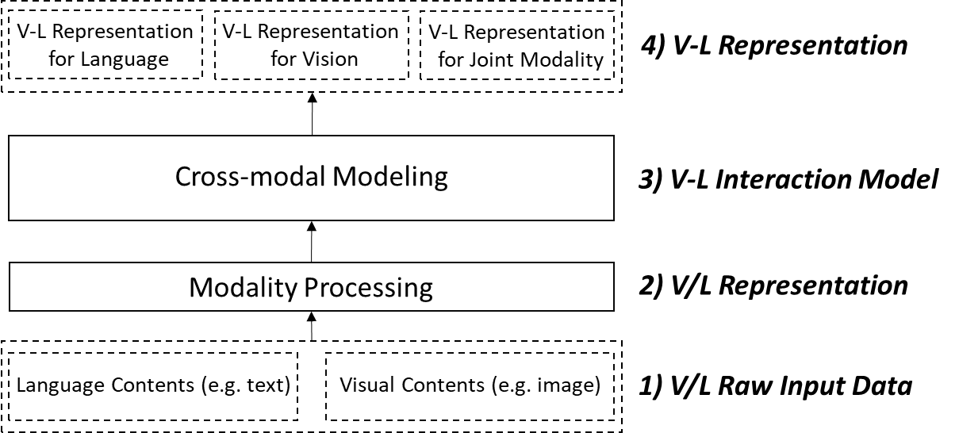 V-L Representation
for Language
V-L Representation
for Vision
V-L Representation
for Joint Modality
4) V-L Representation
Cross-modal Modeling
3) V-L Interaction Model
Modality Processing
2) V/L Representation
Language Contents (e.g. text)
Visual Contents (e.g. image)
1) V/L Raw Input Data